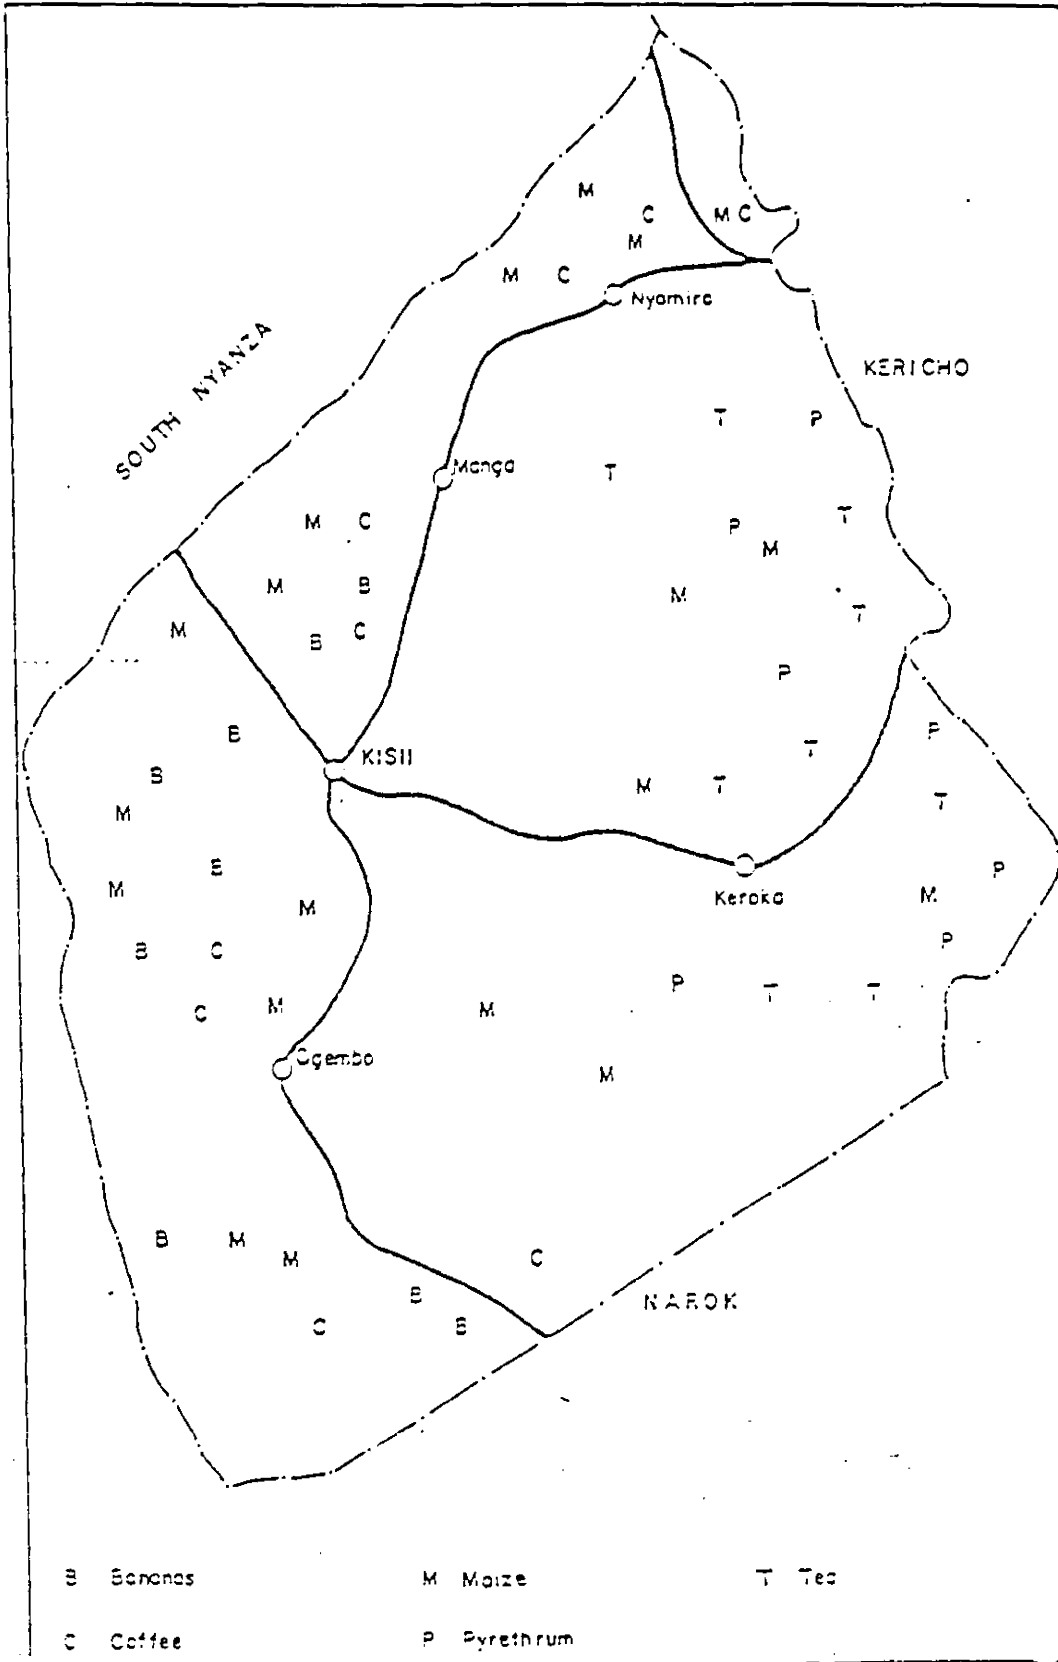 M
C
M C
M
M C
Nyamira
SOUTH NYANZA
KERICHO
T P
Manga
T
M C
P T
M
M B
M
T
M
B C
P
B
P
KISII
T
B
M T
T
M
B
P
M
Keroka
M
M
P
B C
P
T T
C M
M
Ogembo
M
B M
M
C
B
NAROK
C B
B Bananas M Maize T Tea
C Coffee P Pyrethrum